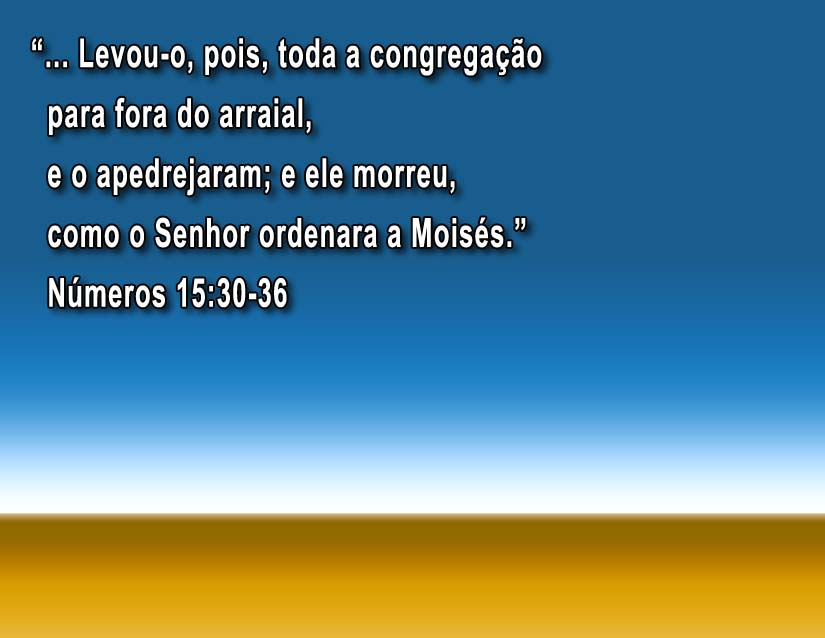 “... Levou-o, pois, toda a congregação
para fora do arraial,
e o apedrejaram; e ele morreu,
como o Senhor ordenara a Moisés.”
Números 15:30-36